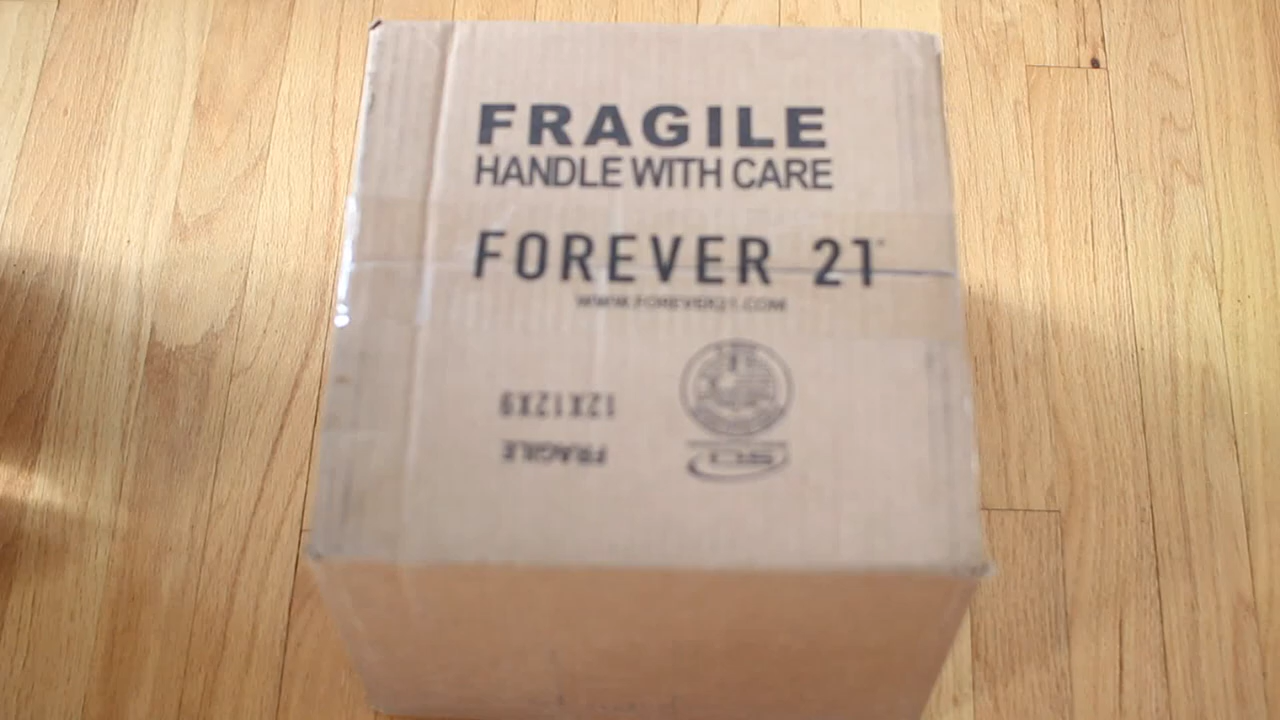 FRAGILE
HANDLE WITH CARE
FOREVER 21
WWW.FOREVER21.COM
12X12X9
FRAGILE